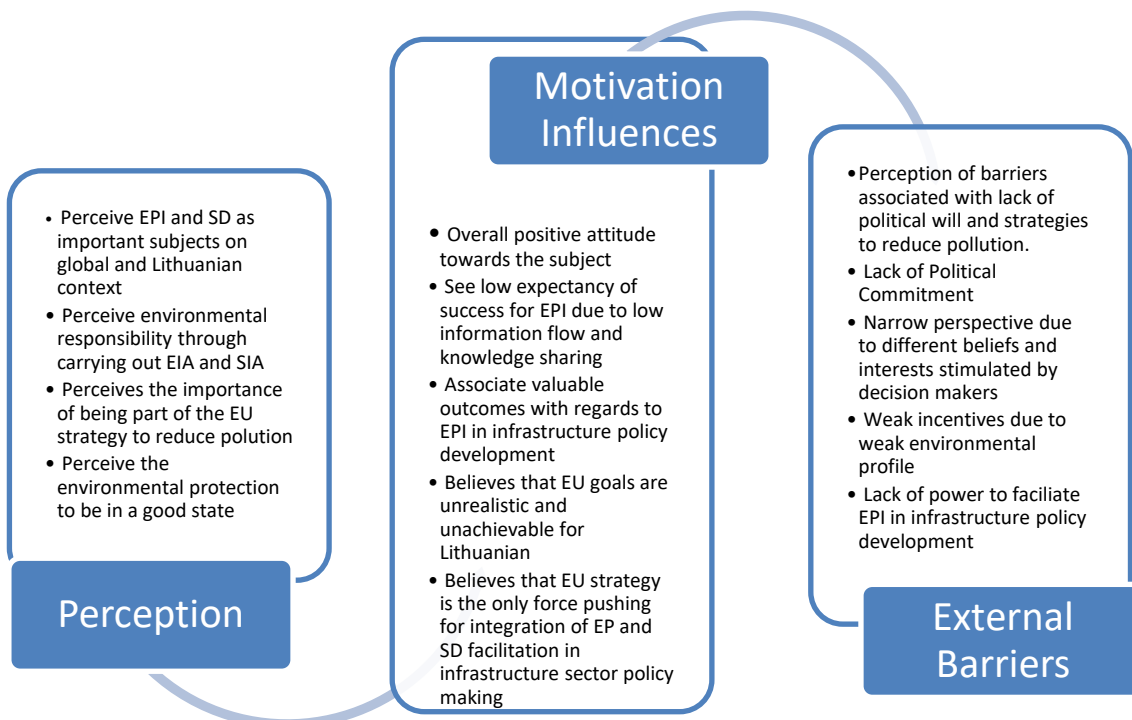 • Perceive EPI and SD as
important subjects on
global and Lithuanian
context
• Perceive environmental
responsibility through
carrying out EIA and SIA
• Perceives the importance
of being part of the EU
strategy to reduce polution
• Perceive the
environmental protection
to be in a good state
Perception
Motivation
Influences
• Overall positive attitude
towards the subject
• See low expectancy of
success for EPI due to low
information flow and
knowledge sharing
• Associate valuable
outcomes with regards to
EPI in infrastructure policy
development
• Believes that EU goals are
unrealistic and
unachievable for
Lithuanian
• Believes that EU strategy
is the only force pushing
for integration of EP and
SD facilitation in
infrastructure sector policy
making
• Perception of barriers
associated with lack of
political will and strategies
to reduce pollution.
• Lack of Political
Commitment
• Narrow perspective due
to different beliefs and
interests stimulated by
decision makers
• Weak incentives due to
weak environmental
profile
• Lack of power to faciliate
EPI in infrastructure policy
development
External
Barriers